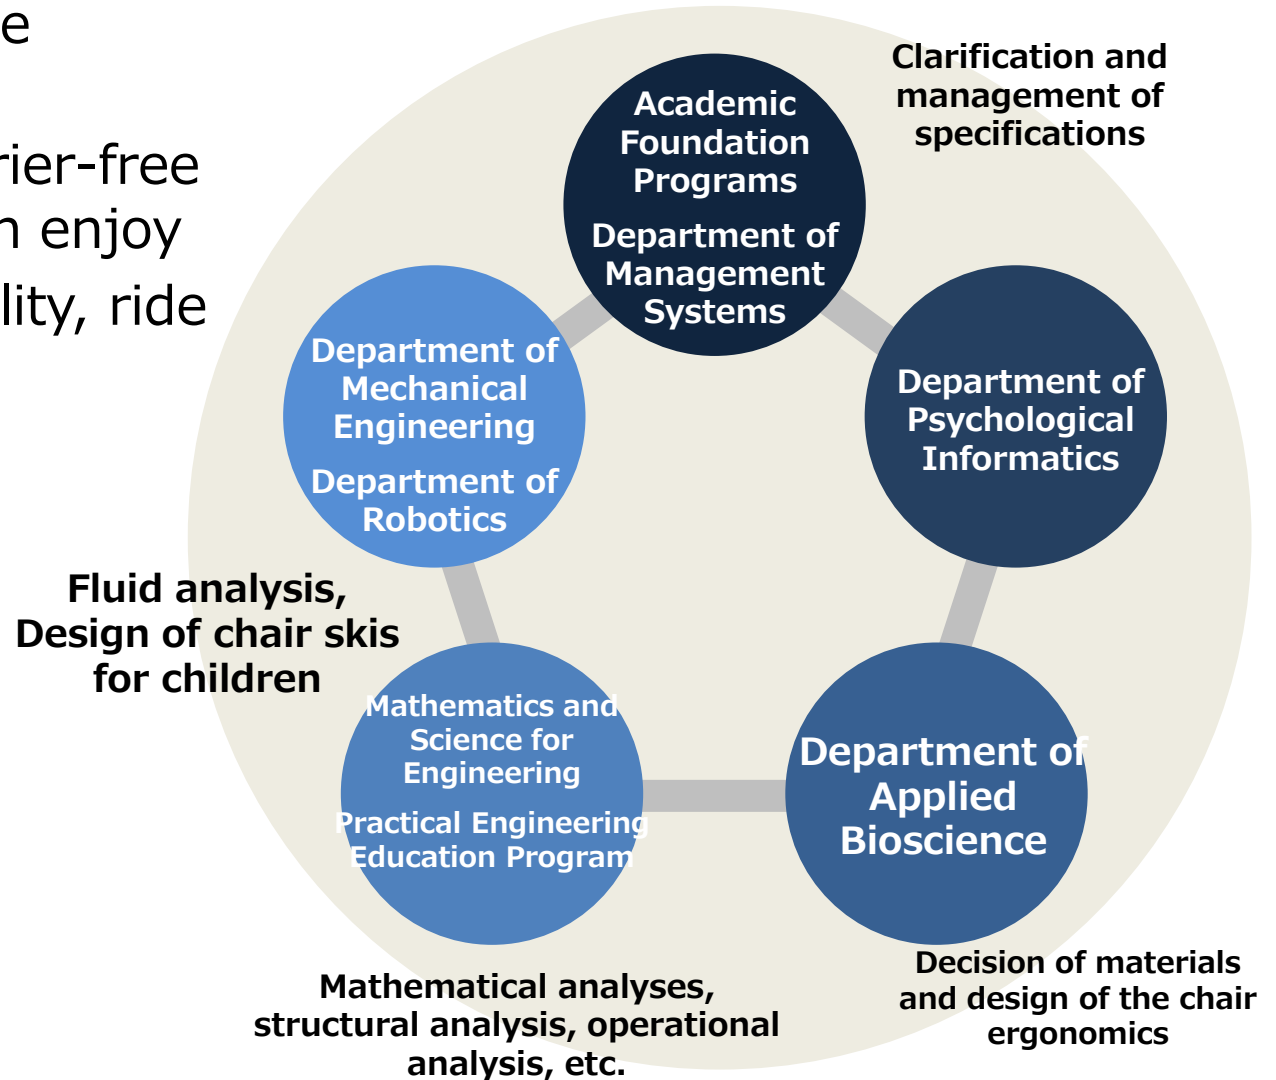 e
rier-free
n enjoy
lity, ride
Clarification and
management of
specifications
Academic
Foundation
Programs
Department of
Management
Systems
Department of
Mechanical
Engineering
Department of
Robotics
Department of
Psychological
Informatics
Fluid analysis,
Design of chair skis
for children
Mathematics and
Science for
Engineering
Practical Engineering
Education Program
Department of
Applied
Bioscience
Mathematical analyses,
structural analysis, operational
analysis, etc.
Decision of materials
and design of the chair
ergonomics